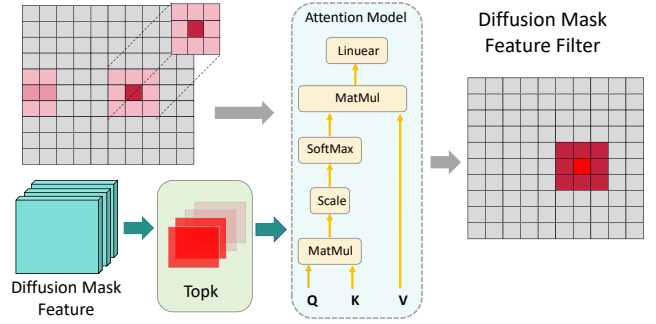 Attention Model
Linuear
MatMul
SoftMax
Scale
MatMul
Q K V
Diffusion Mask
Feature
Topk
Diffusion Mask
Feature Filter